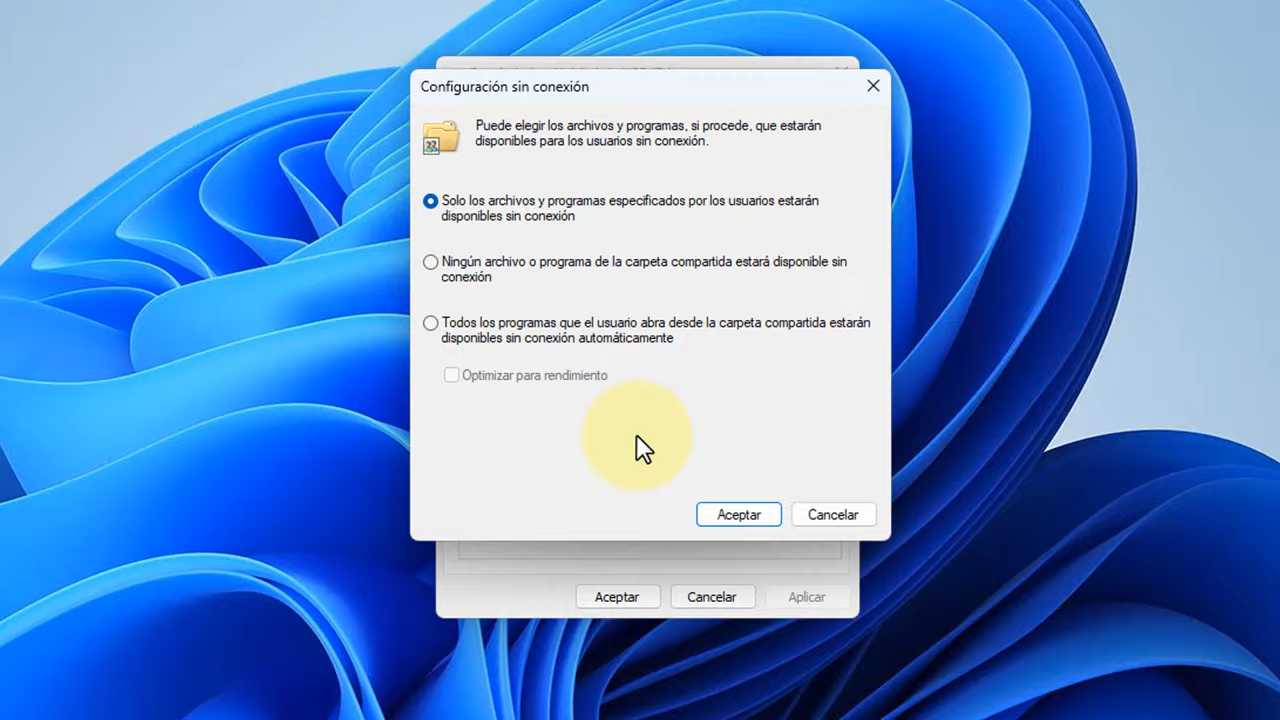 Configuración sin conexión
Puede elegir los archivos y programas, si procede, que estarán
disponibles para los usuarios sin conexión.
Solo los archivos y programas especificados por los usuarios estarán
disponibles sin conexión
Ningún archivo o programa de la carpeta compartida estará disponible sin
conexión
Todos los programas que el usuario abra desde la carpeta compartida estarán
disponibles sin conexión automáticamente
Optimizar para rendimiento
Aceptar Cancelar
Aceptar Cancelar Aplicar